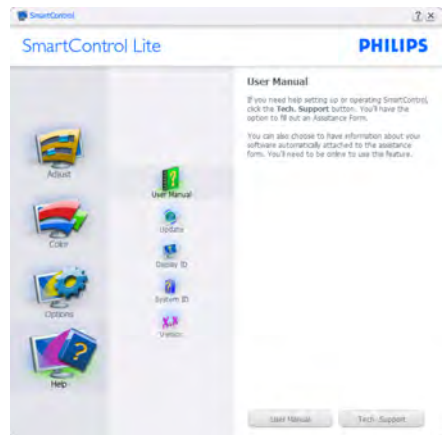 SmartControl
? x
SmartControl Lite
PHILIPS
User Manual
If you need help setting up or operating SmartControl,
click the Tech. Support button. You'll have the
option to fill out an Assistance Form.
You can also choose to have information about your
software automatically attached to the assistance
form. You'll need to be online to use this feature.
Adjust
Color
Options
Help
?
User Manual
Update
Display ID
System ID
X.X
Version
User Manual
Tech. Support